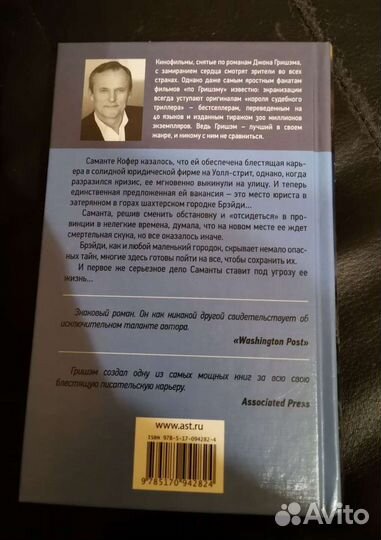 Кинофильмы, снятые по романам Джона Гришэма,
с замиранием сердца смотрят зрители во всех
странах. Однако даже самым яростным фанатам
фильмов «по Гришэму» известно: экранизации
всегда уступают оригиналам «короля судебного
триллера» – бестселлерам, переведенным на
40 языков и изданным тиражом 300 миллионов
экземпляров. Ведь Гришэм – лучший в своем
жанре, и никому с ним не сравниться.
Саманте Кофер казалось, что ей обеспечена блестящая карь-
ера в солидной юридической фирме на Уолл-стрит, однако, когда
разразился кризис, ее мгновенно выкинули на улицу. И теперь
единственная предложенная ей вакансия – это место юриста в
затерянном в горах шахтерском городке Брэйди...
Саманта, решив сменить обстановку и «отсидеться» в про-
винции в нелегкие времена, думала, что на новом месте ее ждет
смертельная скука, но все оказалось иначе.
Брэйди, как и любой маленький городок, скрывает немало опас-
ных тайн, многие здесь готовы пойти на все, чтобы сохранить их.
И первое же серьезное дело Саманты ставит под угрозу ее
жизнь...
Знаковый роман. Он как никакой другой свидетельствует об
исключительном таланте автора.
«Washington Post»
Гришэм создал одну из самых мощных книг за всю свою
блестящую писательскую карьеру.
Associated Press
www.ast.ru
ISBN 978-5-17-094282-4
9 785170 942824
Avito